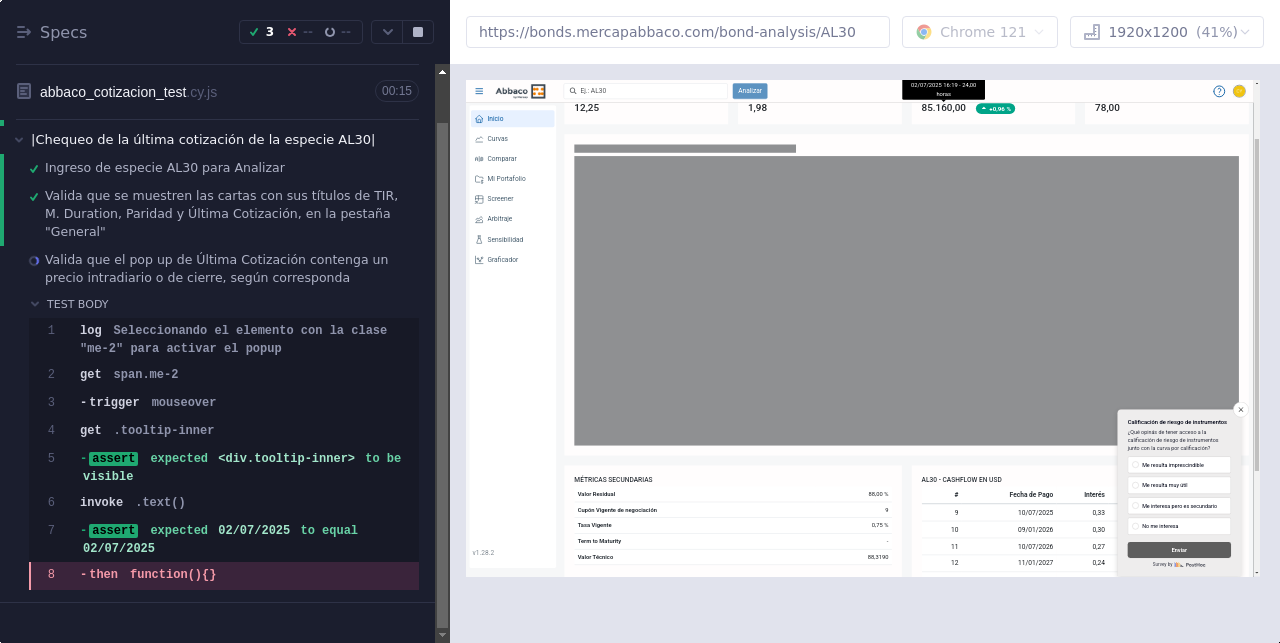 Specs
3
--
--
abbaco_cotizacion_test.cy.js
00:15
|Chequeo de la última cotización de la especie AL30|
Ingreso de especie AL30 para Analizar
Valida que se muestren las cartas con sus títulos de TIR,
M. Duration, Paridad y Última Cotización, en la pestaña
"General"
Valida que el pop up de Última Cotización contenga un
precio intradiario o de cierre, según corresponda
TEST BODY
1 log Seleccionando el elemento con la clase
"me-2" para activar el popup
2 get span.me-2
3 -trigger mouseover
4 get .tooltip-inner
5 -assert expected <div.tooltip-inner> to be
visible
6 invoke .text()
7 -assert expected 02/07/2025 to equal
02/07/2025
8 -then function(){}
https://bonds.mercapabbaco.com/bond-analysis/AL30
Chrome 121
1920x1200 (41%)
Abbaco
Ej.: AL30
Analizar
02/07/2025 16:19 - 24,00
horas
12,25
1,98
85.160,00
+0,96 %
78,00
Inicio
Curvas
Comparar
Mi Portafolio
Screener
Arbitraje
Sensibilidad
Graficador
v1.28.2
MÉTRICAS SECUNDARIAS
Valor Residual 88,00 %
Cupón Vigente de negociación 9
Tasa Vigente 0,75 %
Term to Maturity -
Valor Técnico 88,3190
AL30 - CASHFLOW EN USD
# Fecha de Pago Interés
9 10/07/2025 0,33
10 09/01/2026 0,30
11 10/07/2026 0,27
12 11/01/2027 0,24
Calificación de riesgo de instrumentos
¿Qué opinás de tener acceso a la
calificación de riesgo de instrumentos
junto con la curva por calificación?
Me resulta imprescindible
Me resulta muy útil
Me interesa pero es secundario
No me interesa
Enviar
Survey by PostHog